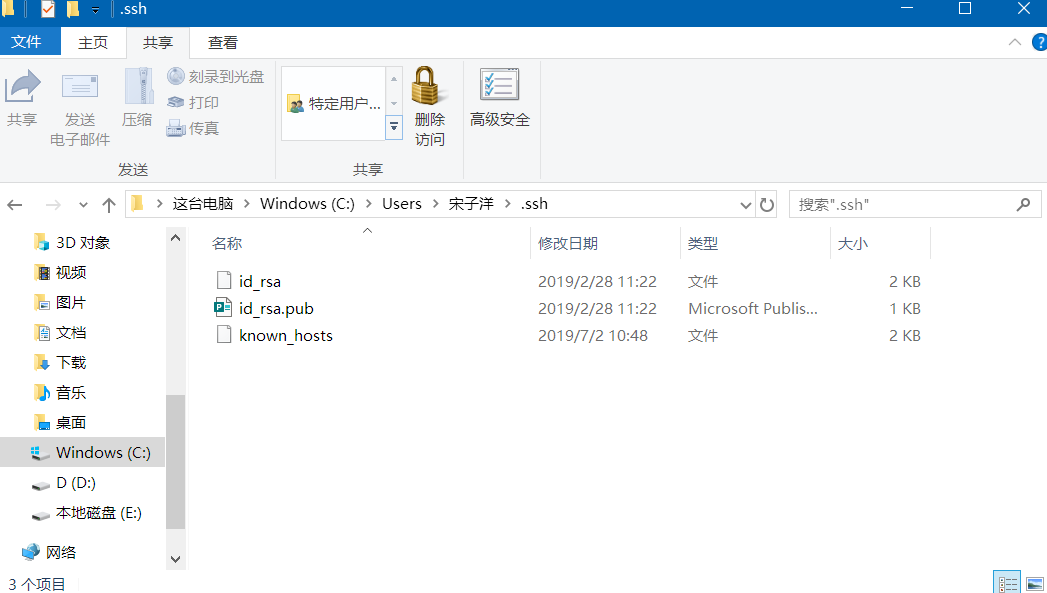 .ssh
文件 主页 共享 查看
共享 发送 电子邮件 压缩 刻录到光盘 打印 传真 特定用户... 删除 访问 高级安全
发送 共享
这台电脑 Windows (C:) Users 宋子洋 .ssh 搜索".ssh"
名称 修改日期 类型 大小
id_rsa 2019/2/28 11:22 文件 2 KB
id_rsa.pub 2019/2/28 11:22 Microsoft Publis... 1 KB
known_hosts 2019/7/2 10:48 文件 2 KB
3D 对象
视频
图片
文档
下载
音乐
桌面
Windows (C:)
D (D:)
本地磁盘 (E:)
网络
3 个项目